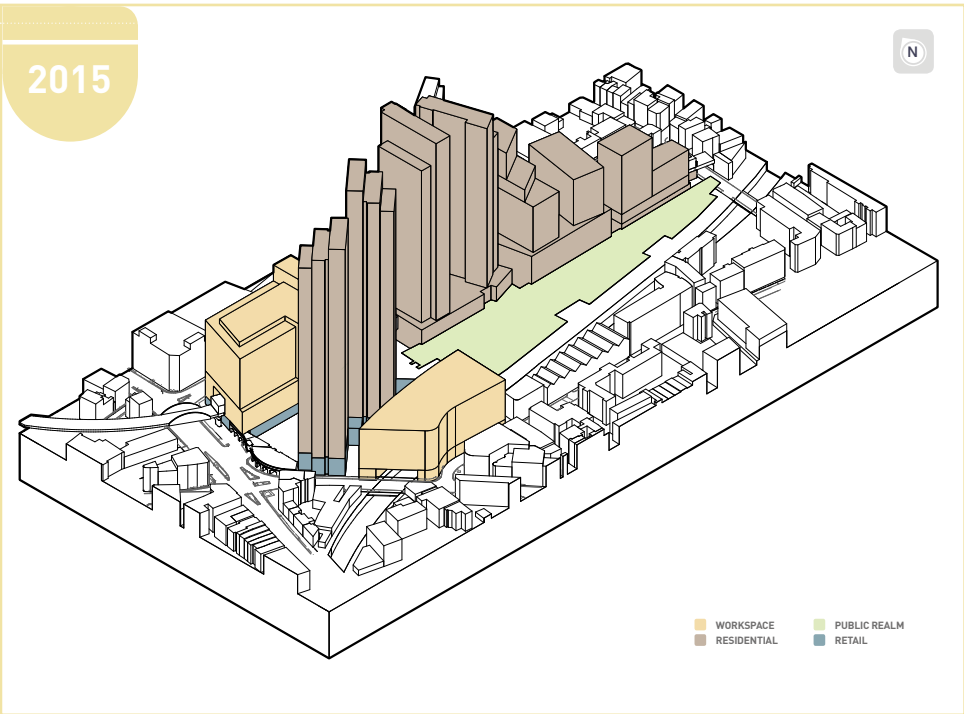 2015
N
WORKSPACE
RESIDENTIAL
PUBLIC REALM
RETAIL